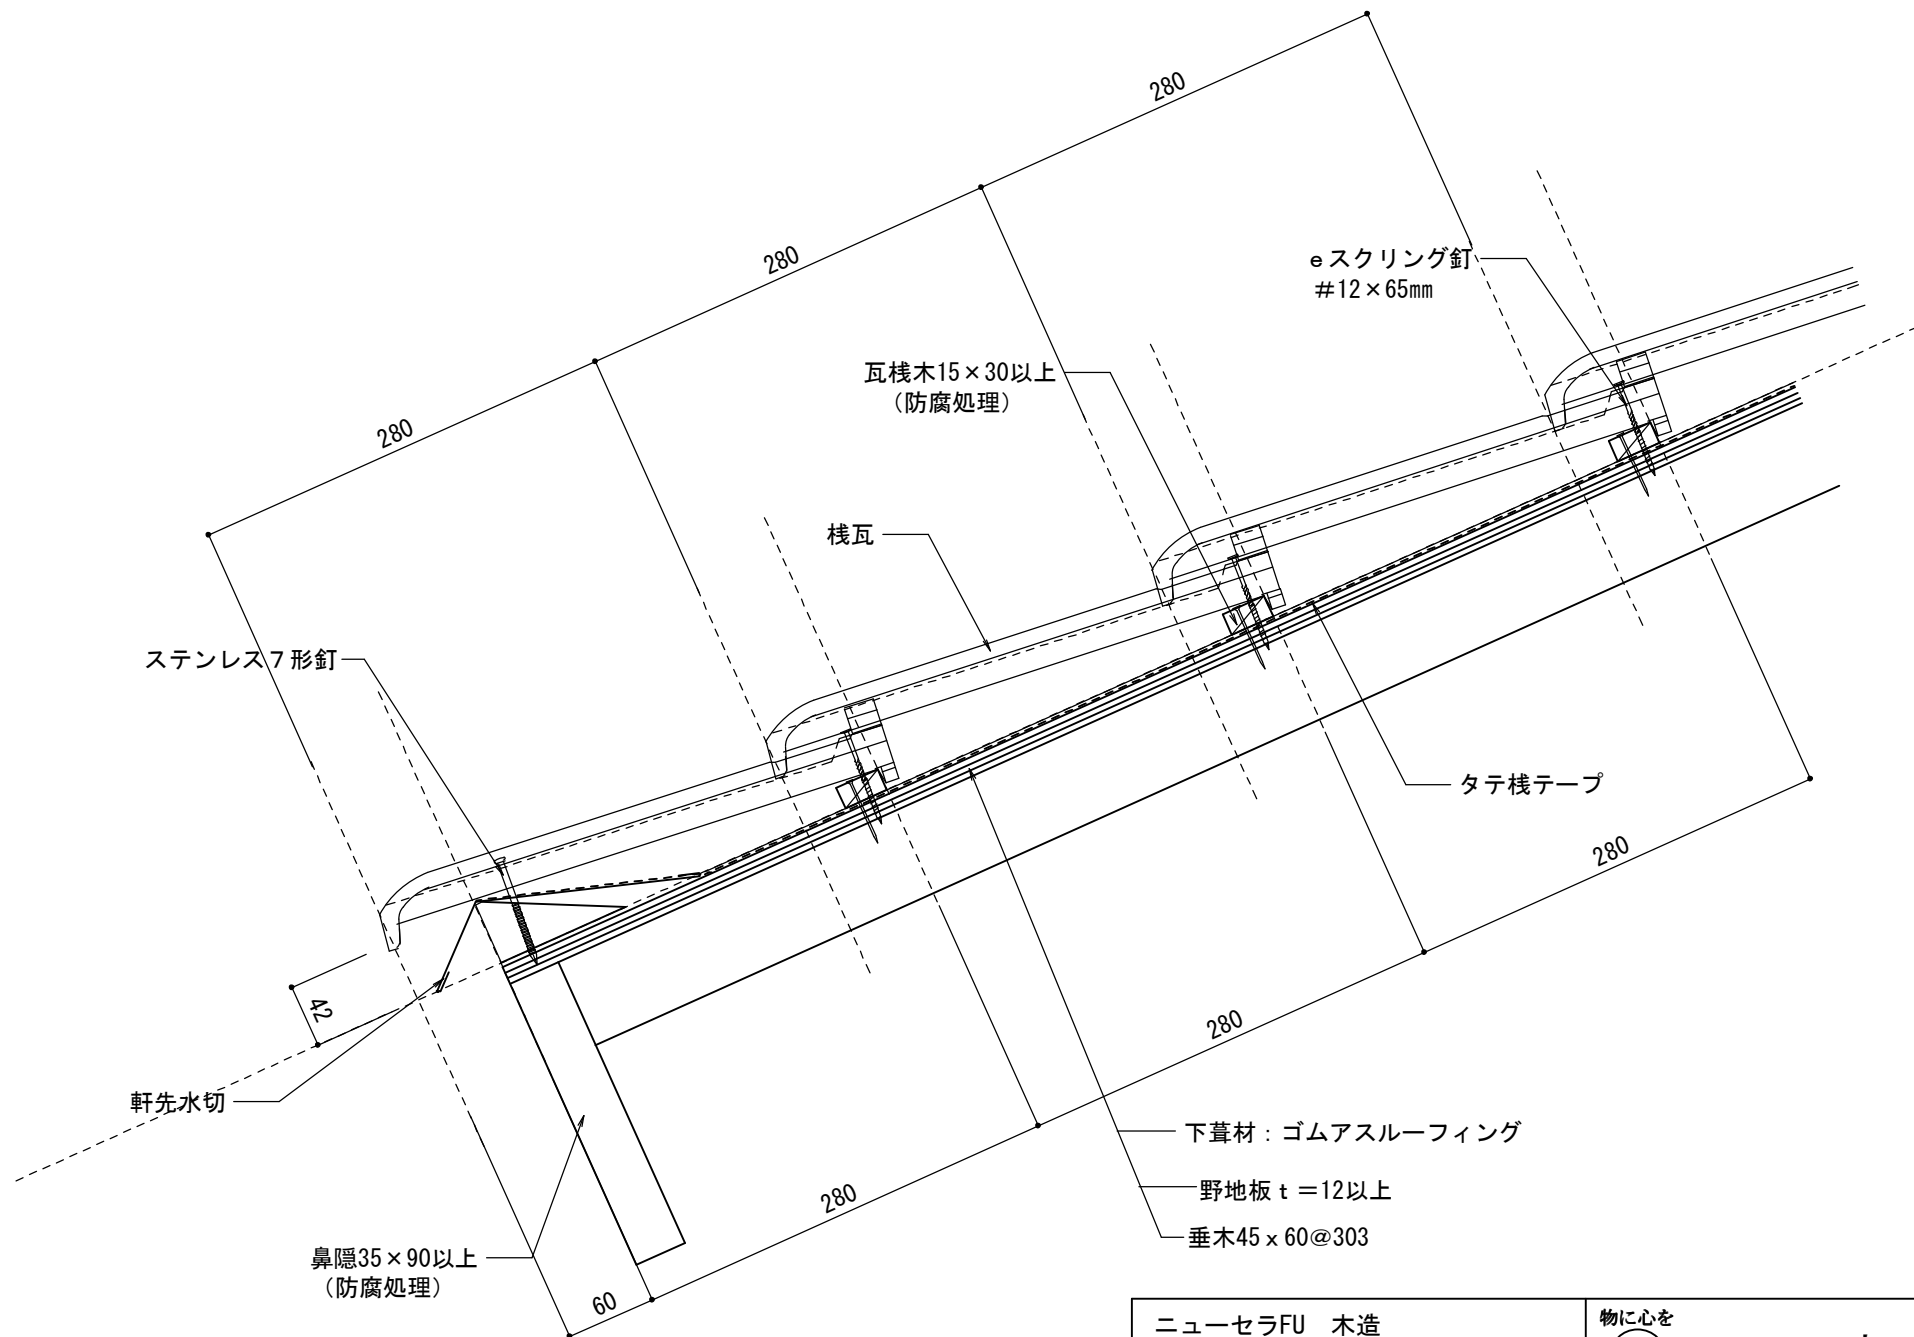 280
280
280
eスクリング釘
#12×65mm
瓦桟木15×30以上
(防腐処理)
桟瓦
ステンレス7形釘
タテ桟テープ
280
42
280
軒先水切
下葺材：ゴムアスルーフィング
野地板t=12以上
280
垂木45x60@303
鼻隠35×90以上
(防腐処理)
60
ニューセラFU　木造
物に心を